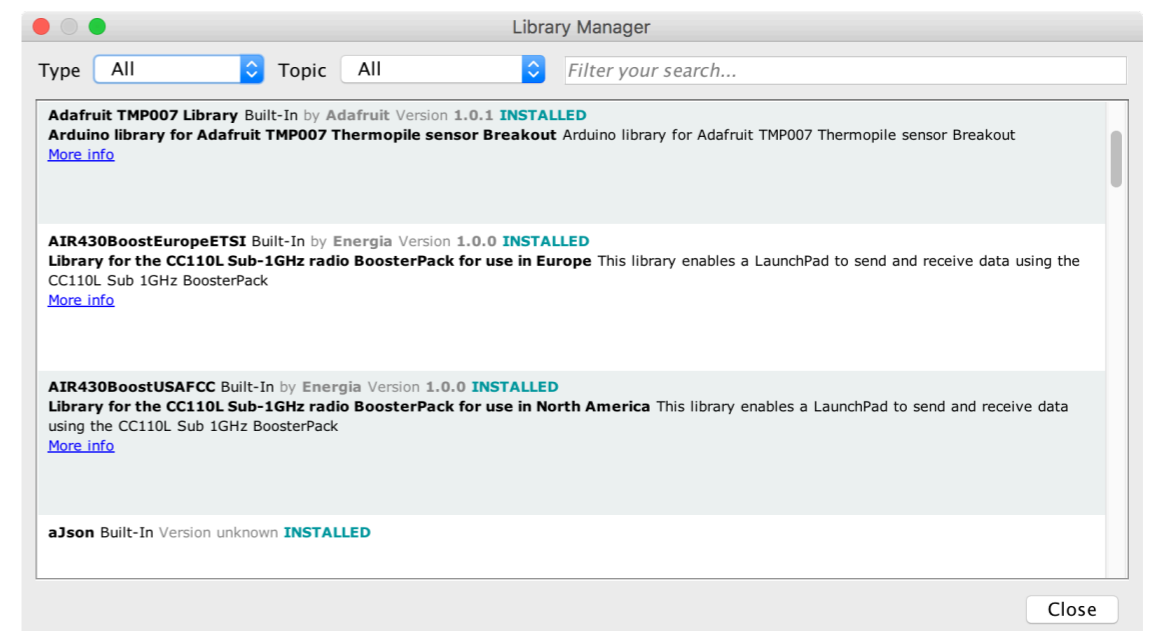 Library Manager
Type All Topic All Filter your search...
Adafruit TMP007 Library Built-In by Adafruit Version 1.0.1 INSTALLED
Arduino library for Adafruit TMP007 Thermopile sensor Breakout Arduino library for Adafruit TMP007 Thermopile sensor Breakout
More info
AIR430BoostEuropeETSI Built-In by Energia Version 1.0.0 INSTALLED
Library for the CC110L Sub-1GHz radio BoosterPack for use in Europe This library enables a LaunchPad to send and receive data using the
CC110L Sub 1GHz BoosterPack
More info
AIR430BoostUSAFCC Built-In by Energia Version 1.0.0 INSTALLED
Library for the CC110L Sub-1GHz radio BoosterPack for use in North America This library enables a LaunchPad to send and receive data
using the CC110L Sub 1GHz BoosterPack
More info
aJson Built-In Version unknown INSTALLED
Close